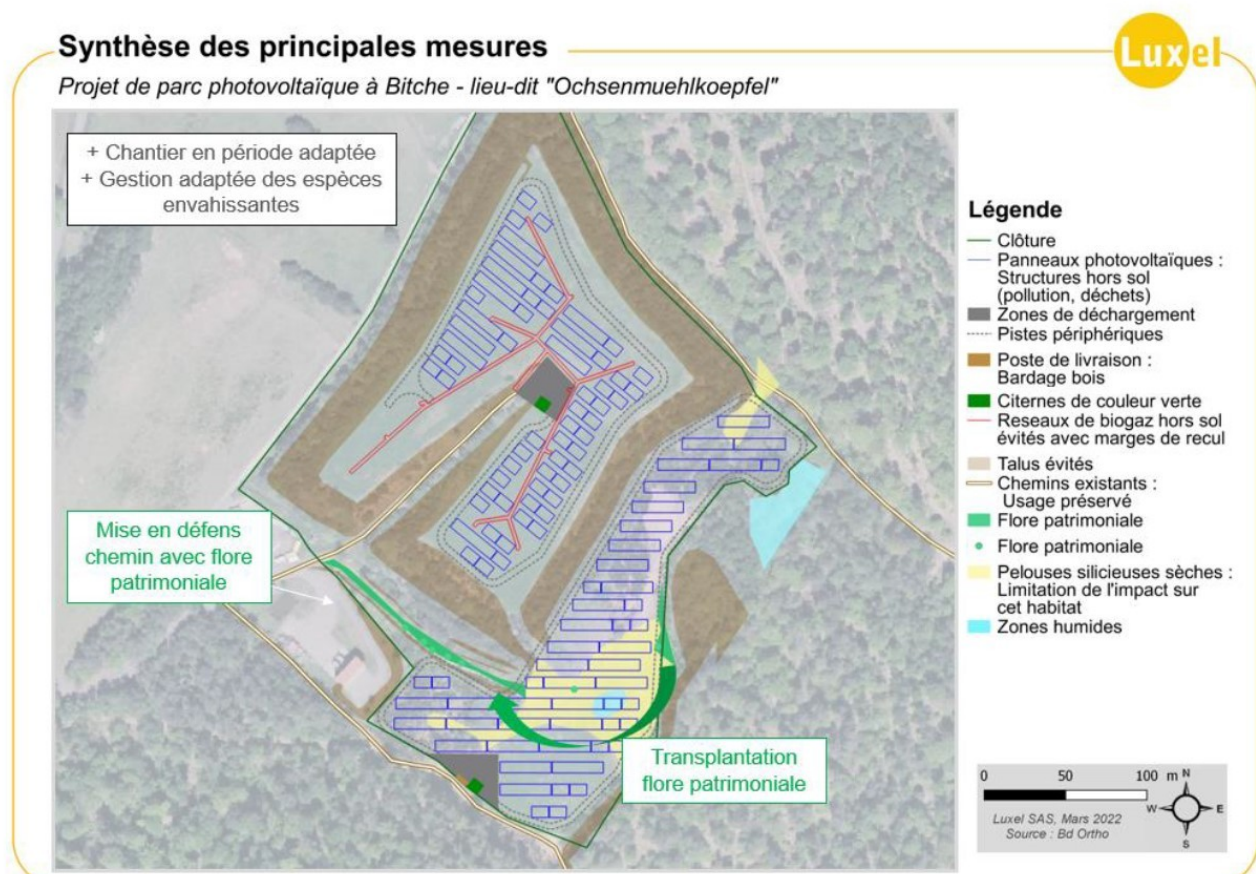 Synthèse des principales mesures
Luxel
Projet de parc photovoltaïque à Bitche - lieu-dit "Ochsenmuehlkoepfel"
+ Chantier en période adaptée
+ Gestion adaptée des espèces
envahissantes
Mise en défens
chemin avec flore
patrimoniale
Transplantation
flore patrimoniale
Légende
Clôture
Panneaux photovoltaïques :
Structures hors sol
(pollution, déchets)
Zones de déchargement
Pistes périphériques
Poste de livraison :
Bardage bois
Citernes de couleur verte
Reseaux de biogaz hors sol
évités avec marges de recul
Talus évités
Chemins existants :
Usage préservé
Flore patrimoniale
Flore patrimoniale
Pelouses silicieuses sèches :
Limitation de l'impact sur
cet habitat
Zones humides
0 50 100 m
N
W E
S
Luxel SAS, Mars 2022
Source : Bd Ortho